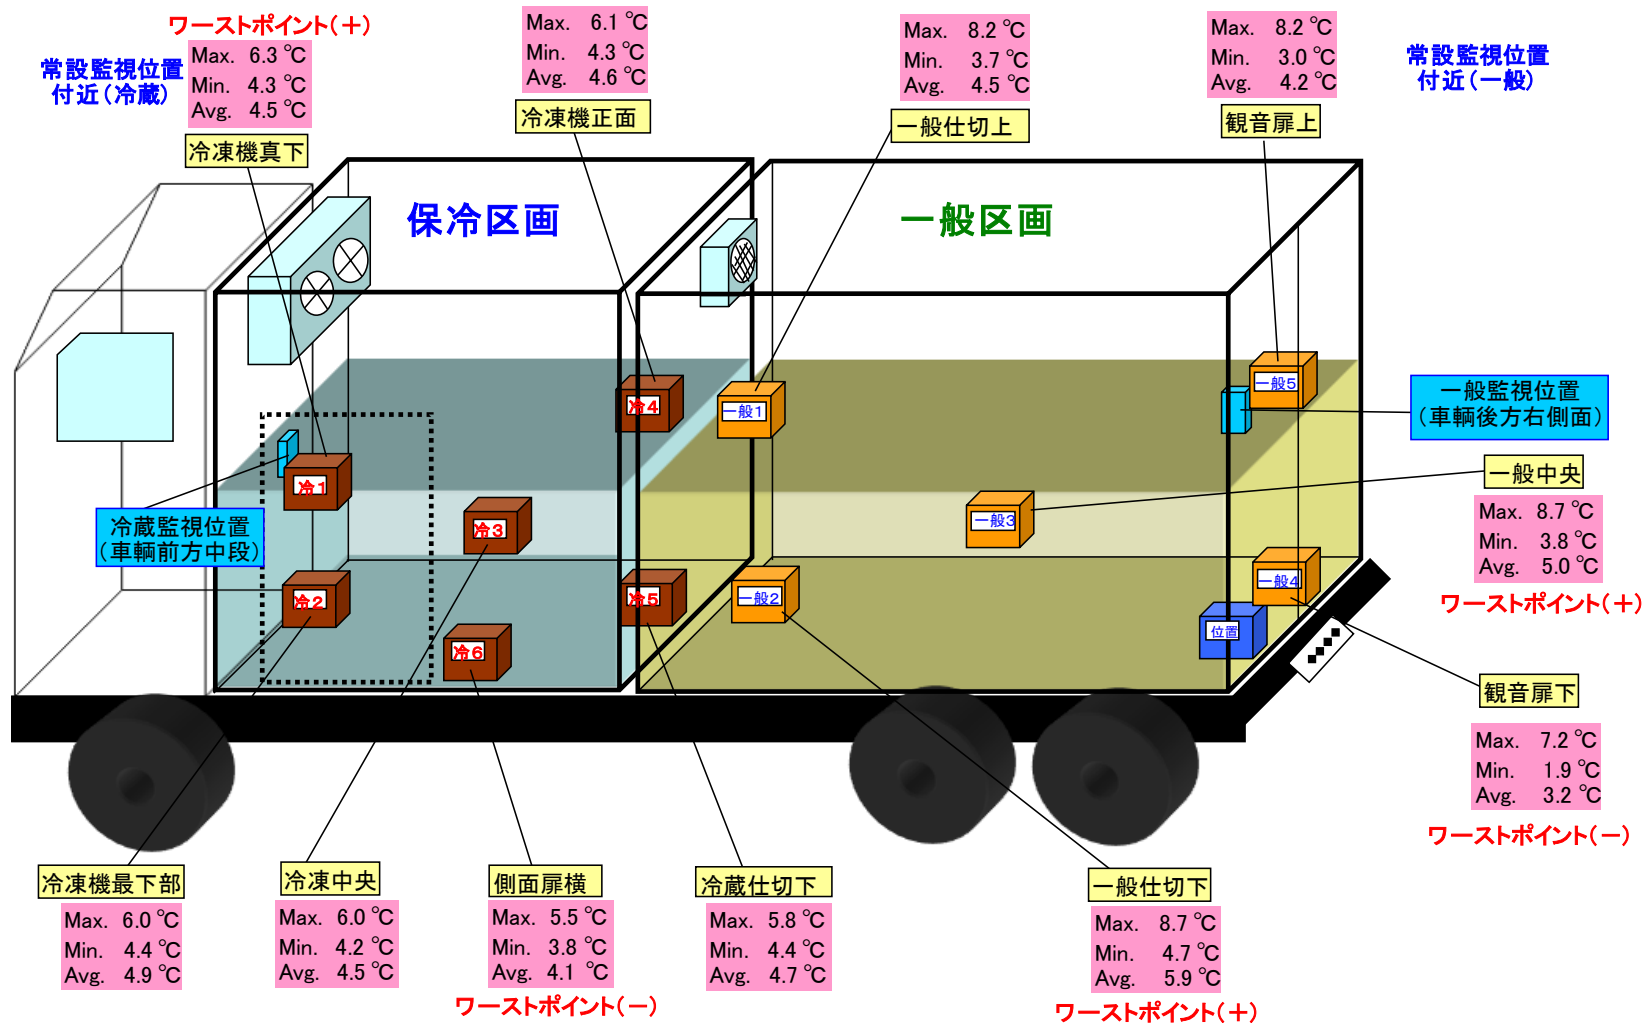 ワーストポイント(+)
常設監視位置
付近(冷蔵)
Max. 6.3 ℃
Min. 4.3 ℃
Avg. 4.5 ℃
冷凍機真下
Max. 6.1 ℃
Min. 4.3 ℃
Avg. 4.6 ℃
冷凍機正面
Max. 8.2 ℃
Min. 3.7 ℃
Avg. 4.5 ℃
一般仕切上
Max. 8.2 ℃
Min. 3.0 ℃
Avg. 4.2 ℃
観音扉上
常設監視位置
付近(一般)
保冷区画
一般区画
冷4
一般1
一般5
一般監視位置
(車輌後方右側面)
冷1
冷3
一般3
一般中央
Max. 8.7 ℃
Min. 3.8 ℃
Avg. 5.0 ℃
ワーストポイント(+)
冷蔵監視位置
(車輌前方中段)
冷2
冷5
一般2
一般4
冷6
位置
観音扉下
Max. 7.2 ℃
Min. 1.9 ℃
Avg. 3.2 ℃
ワーストポイント(-)
冷凍機最下部
Max. 6.0 ℃
Min. 4.4 ℃
Avg. 4.9 ℃
冷凍中央
Max. 6.0 ℃
Min. 4.2 ℃
Avg. 4.5 ℃
側面扉横
Max. 5.5 ℃
Min. 3.8 ℃
Avg. 4.1 ℃
ワーストポイント(-)
冷蔵仕切下
Max. 5.8 ℃
Min. 4.4 ℃
Avg. 4.7 ℃
一般仕切下
Max. 8.7 ℃
Min. 4.7 ℃
Avg. 5.9 ℃
ワーストポイント(+)